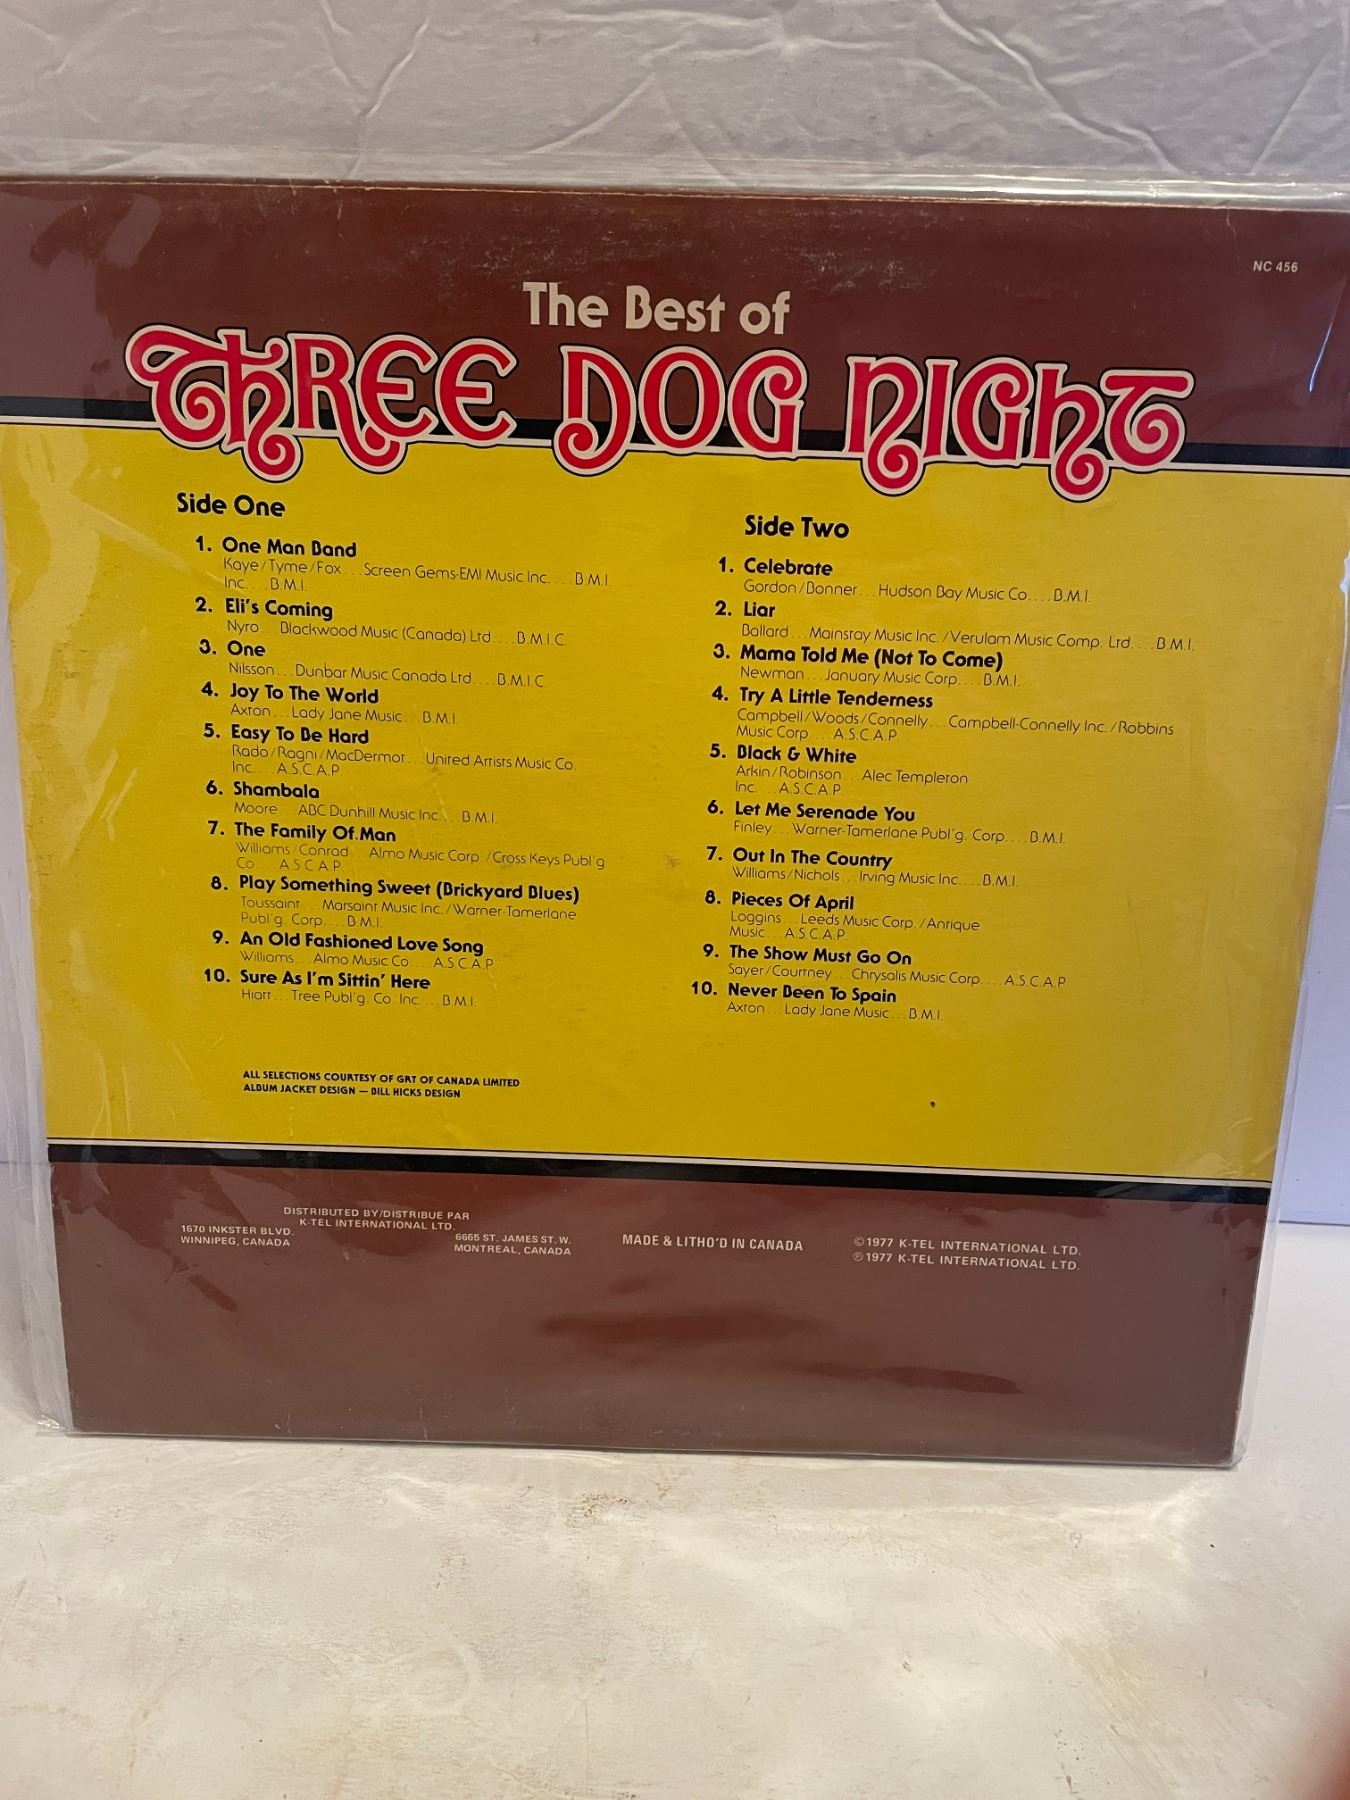 NC 456
The Best of
THREE DOG NIGHT
Side One
1. One Man Band
Kaye/Tyme/Fox...Screen Gems-EMI Music Inc....B.M.I.
Inc....B.M.I.
2. Eli's Coming
Nyro...Blackwood Music (Canada) Ltd....B.M.I.C.
3. One
Nilsson...Dunbar Music Canada Ltd....B.M.I.C.
4. Joy To The World
Axton...Lady Jane Music...B.M.I.
5. Easy To Be Hard
Rado/Ragni/MacDermot...United Artists Music Co.
Inc....A.S.C.A.P.
6. Shambala
Moore...ABC Dunhill Music Inc....B.M.I.
7. The Family Of Man
Williams/Conrad...Almo Music Corp./Cross Keys Publ'g
Co....A.S.C.A.P.
8. Play Something Sweet (Brickyard Blues)
Toussaint...Marsaint Music Inc./Warner-Tamerlane
Publ'g. Corp....B.M.I.
9. An Old Fashioned Love Song
Williams...Almo Music Co....A.S.C.A.P.
10. Sure As I'm Sittin' Here
Hiatt...Tree Publ'g. Co. Inc....B.M.I.
Side Two
1. Celebrate
Gordon/Bonner...Hudson Bay Music Co....B.M.I.
2. Liar
Ballard...Mainstay Music Inc./Verulam Music Comp. Ltd....B.M.I.
3. Mama Told Me (Not To Come)
Newman...January Music Corp....B.M.I.
4. Try A Little Tenderness
Campbell/Woods/Connelly...Campbell-Connelly Inc./Robbins
Music Corp....A.S.C.A.P.
5. Black & White
Arkin/Robinson...Alec Templeton
Inc....A.S.C.A.P.
6. Let Me Serenade You
Finley...Warner-Tamerlane Publ'g. Corp....B.M.I.
7. Out In The Country
Williams/Nichols...Irving Music Inc....B.M.I.
8. Pieces Of April
Loggins...Leeds Music Corp./Antique
Music...A.S.C.A.P.
9. The Show Must Go On
Sayer/Courtney...Chrysalis Music Corp....A.S.C.A.P.
10. Never Been To Spain
Axton...Lady Jane Music...B.M.I.
ALL SELECTIONS COURTESY OF GRT OF CANADA LIMITED
ALBUM JACKET DESIGN — BILL HICKS DESIGN
DISTRIBUTED BY/DISTRIBUE PAR
K-TEL INTERNATIONAL LTD.
1670 INKSTER BLVD.
WINNIPEG, CANADA
6665 ST. JAMES ST. W.
MONTREAL, CANADA
MADE & LITHO'D IN CANADA
©1977 K-TEL INTERNATIONAL LTD.
℗1977 K-TEL INTERNATIONAL LTD.